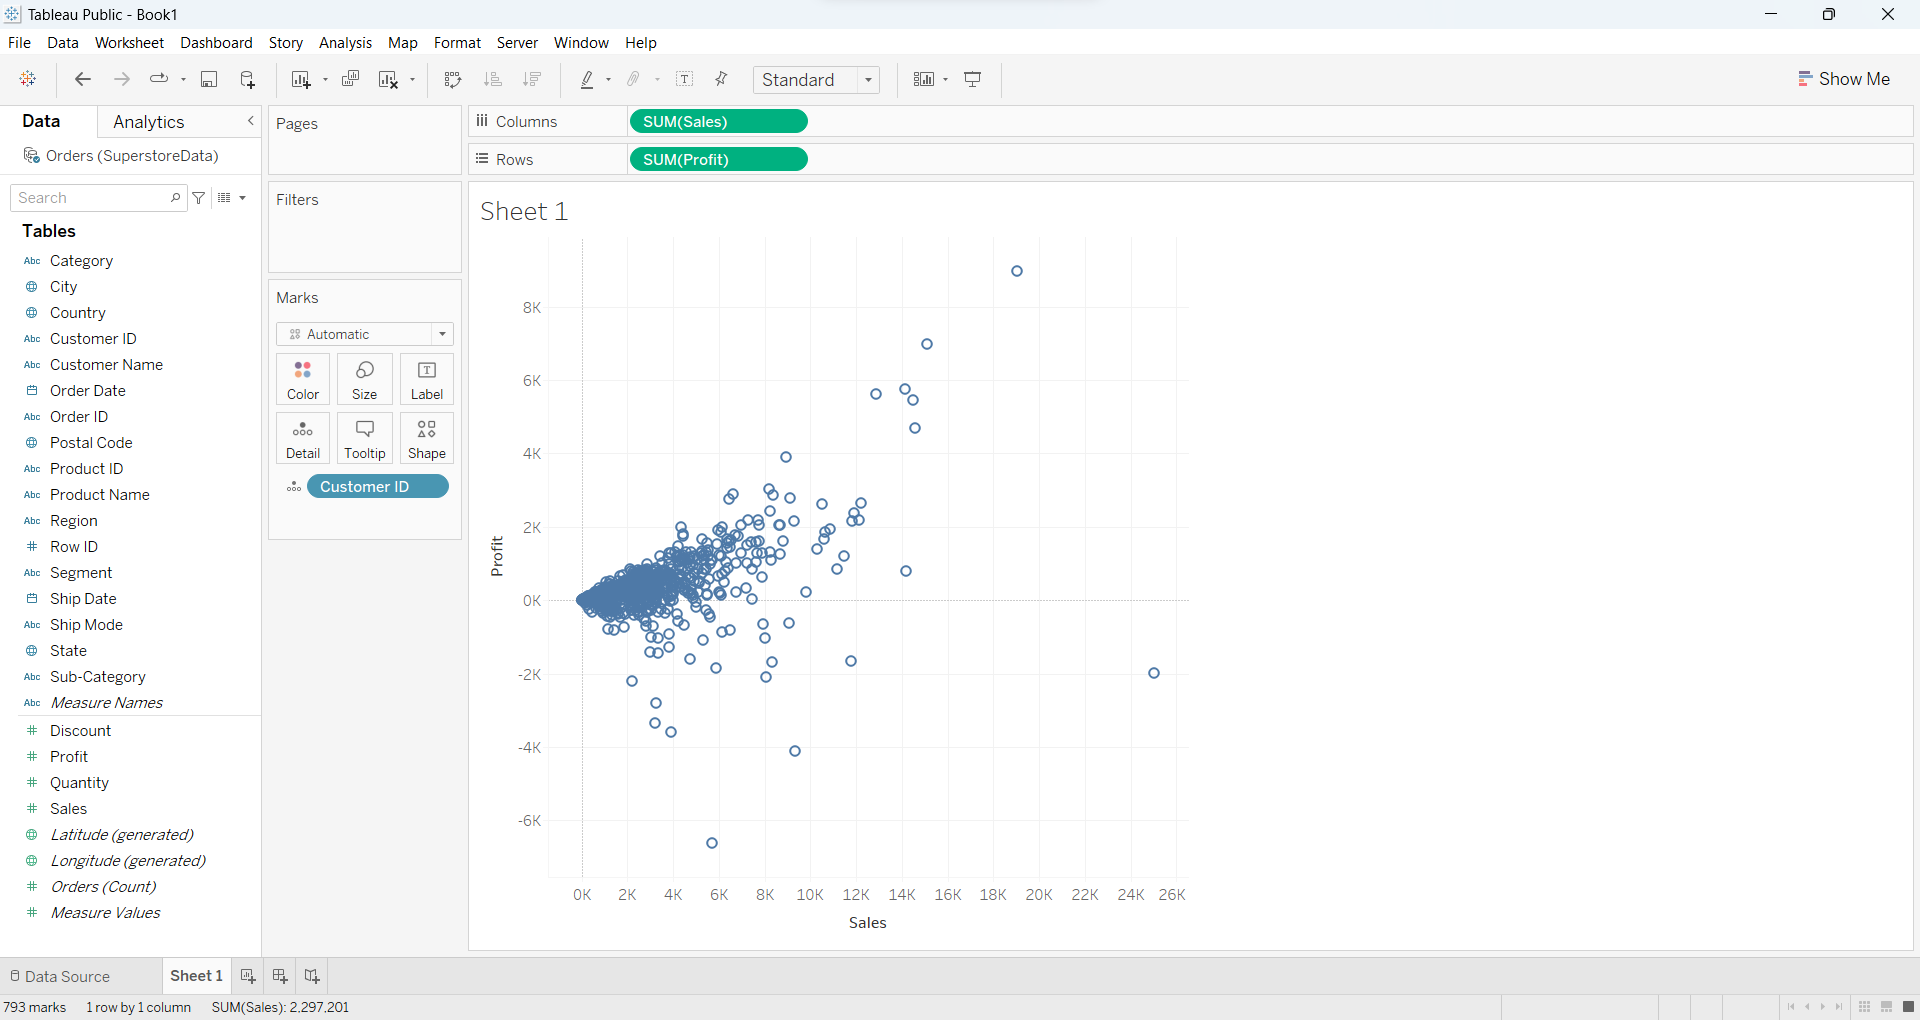 Tableau Public - Book1
File Data Worksheet Dashboard Story Analysis Map Format Server Window Help
Standard
Show Me
Data
Analytics
Orders (SuperstoreData)
Search
Tables
Abc Category
City
Country
Abc Customer ID
Abc Customer Name
Order Date
Abc Order ID
Postal Code
Abc Product ID
Abc Product Name
Abc Region
# Row ID
Abc Segment
Ship Date
Abc Ship Mode
State
Abc Sub-Category
Abc Measure Names
# Discount
# Profit
# Quantity
# Sales
Latitude (generated)
Longitude (generated)
# Orders (Count)
# Measure Values
Pages
Filters
Marks
Automatic
Color Size Label
Detail Tooltip Shape
Customer ID
Columns SUM(Sales)
Rows SUM(Profit)
Sheet 1
8K
6K
4K
2K
0K
-2K
-4K
-6K
Profit
0K 2K 4K 6K 8K 10K 12K 14K 16K 18K 20K 22K 24K 26K
Sales
Data Source Sheet 1
793 marks 1 row by 1 column SUM(Sales): 2,297,201